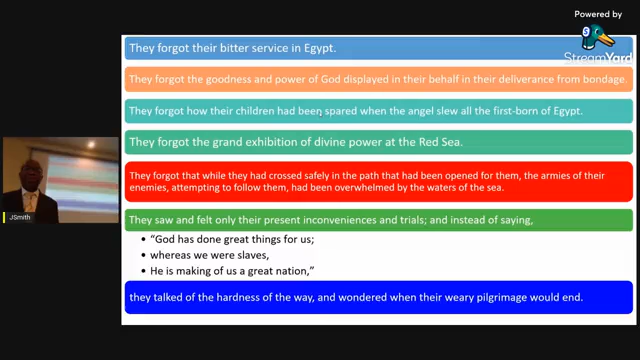 Powered by
StreamYard
They forgot their bitter service in Egypt.
They forgot the goodness and power of God displayed in their behalf in their deliverance from bondage.
They forgot how their children had been spared when the angel slew all the first-born of Egypt.
They forgot the grand exhibition of divine power at the Red Sea.
They forgot that while they had crossed safely in the path that had been opened for them, the armies of their
enemies, attempting to follow them, had been overwhelmed by the waters of the sea.
They saw and felt only their present inconveniences and trials; and instead of saying,
• “God has done great things for us;
• whereas we were slaves,
• He is making of us a great nation,”
they talked of the hardness of the way, and wondered when their weary pilgrimage would end.
JSmith